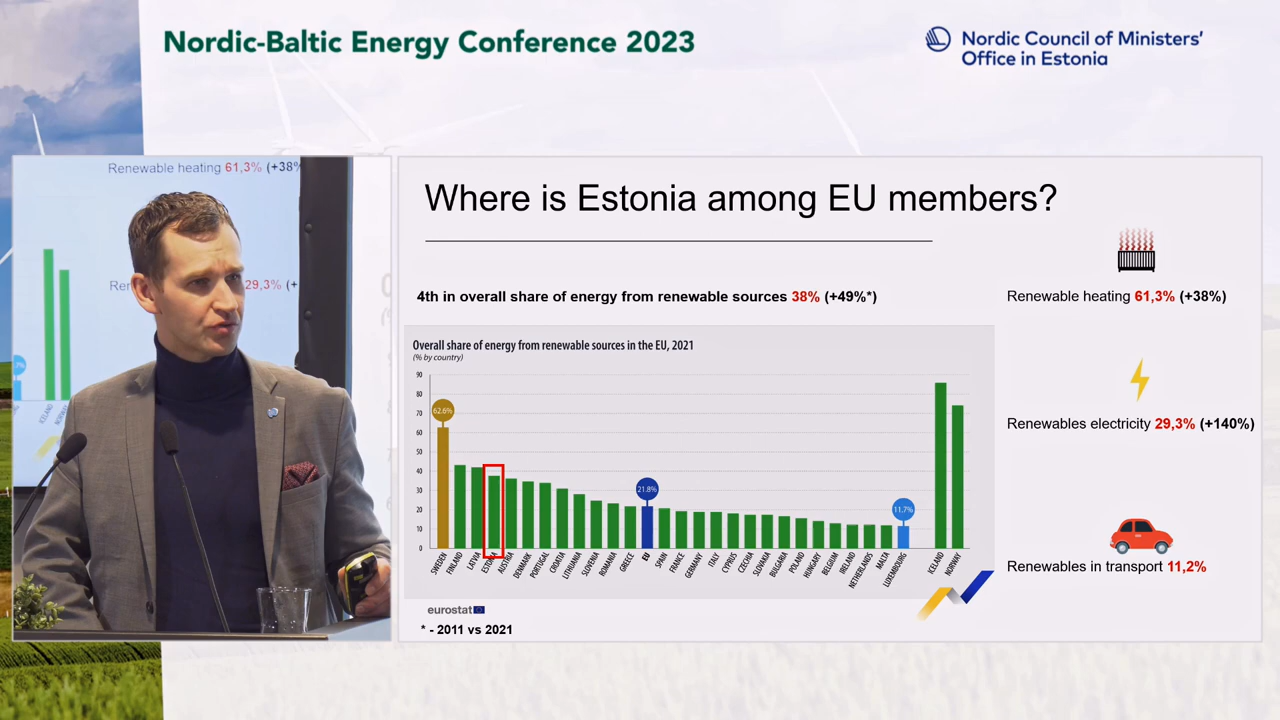 Nordic-Baltic Energy Conference 2023
Nordic Council of Ministers'
Office in Estonia
Renewable heating 61,3% (+38%
29,3% (+
ICELAND
NORWAY
Where is Estonia among EU members?
4th in overall share of energy from renewable sources 38% (+49%*)
Overall share of energy from renewable sources in the EU, 2021
(% by country)
90
80
70
60
50
40
30
20
10
0
62.6%
21.8%
11.7%
SWEDEN
FINLAND
LATVIA
ESTONIA
AUSTRIA
DENMARK
PORTUGAL
CROATIA
LITHUANIA
SLOVENIA
ROMANIA
GREECE
EU
SPAIN
FRANCE
GERMANY
ITALY
CYPRUS
CZECHIA
SLOVAKIA
BULGARIA
POLAND
HUNGARY
BELGIUM
IRELAND
NETHERLANDS
MALTA
LUXEMBOURG
ICELAND
NORWAY
eurostat
* - 2011 vs 2021
Renewable heating 61,3% (+38%)
Renewables electricity 29,3% (+140%)
Renewables in transport 11,2%